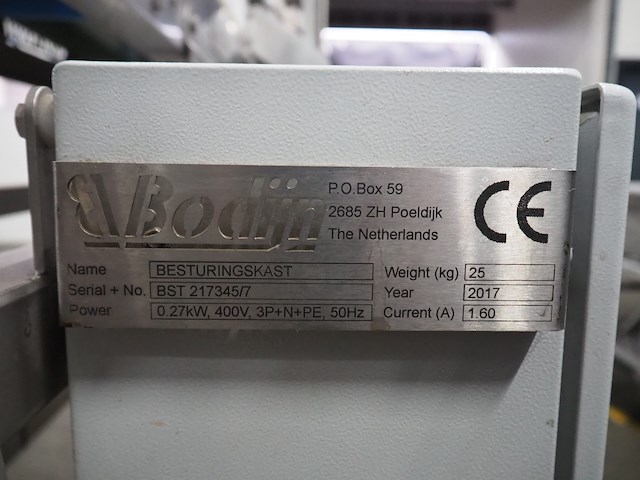 Bodijn
P.O.Box 59
2685 ZH Poeldijk
The Netherlands
CE
Name BESTURINGSKAST Weight (kg) 25
Serial + No. BST 217345/7 Year 2017
Power 0.27kW, 400V, 3P+N+PE, 50Hz Current (A) 1.60